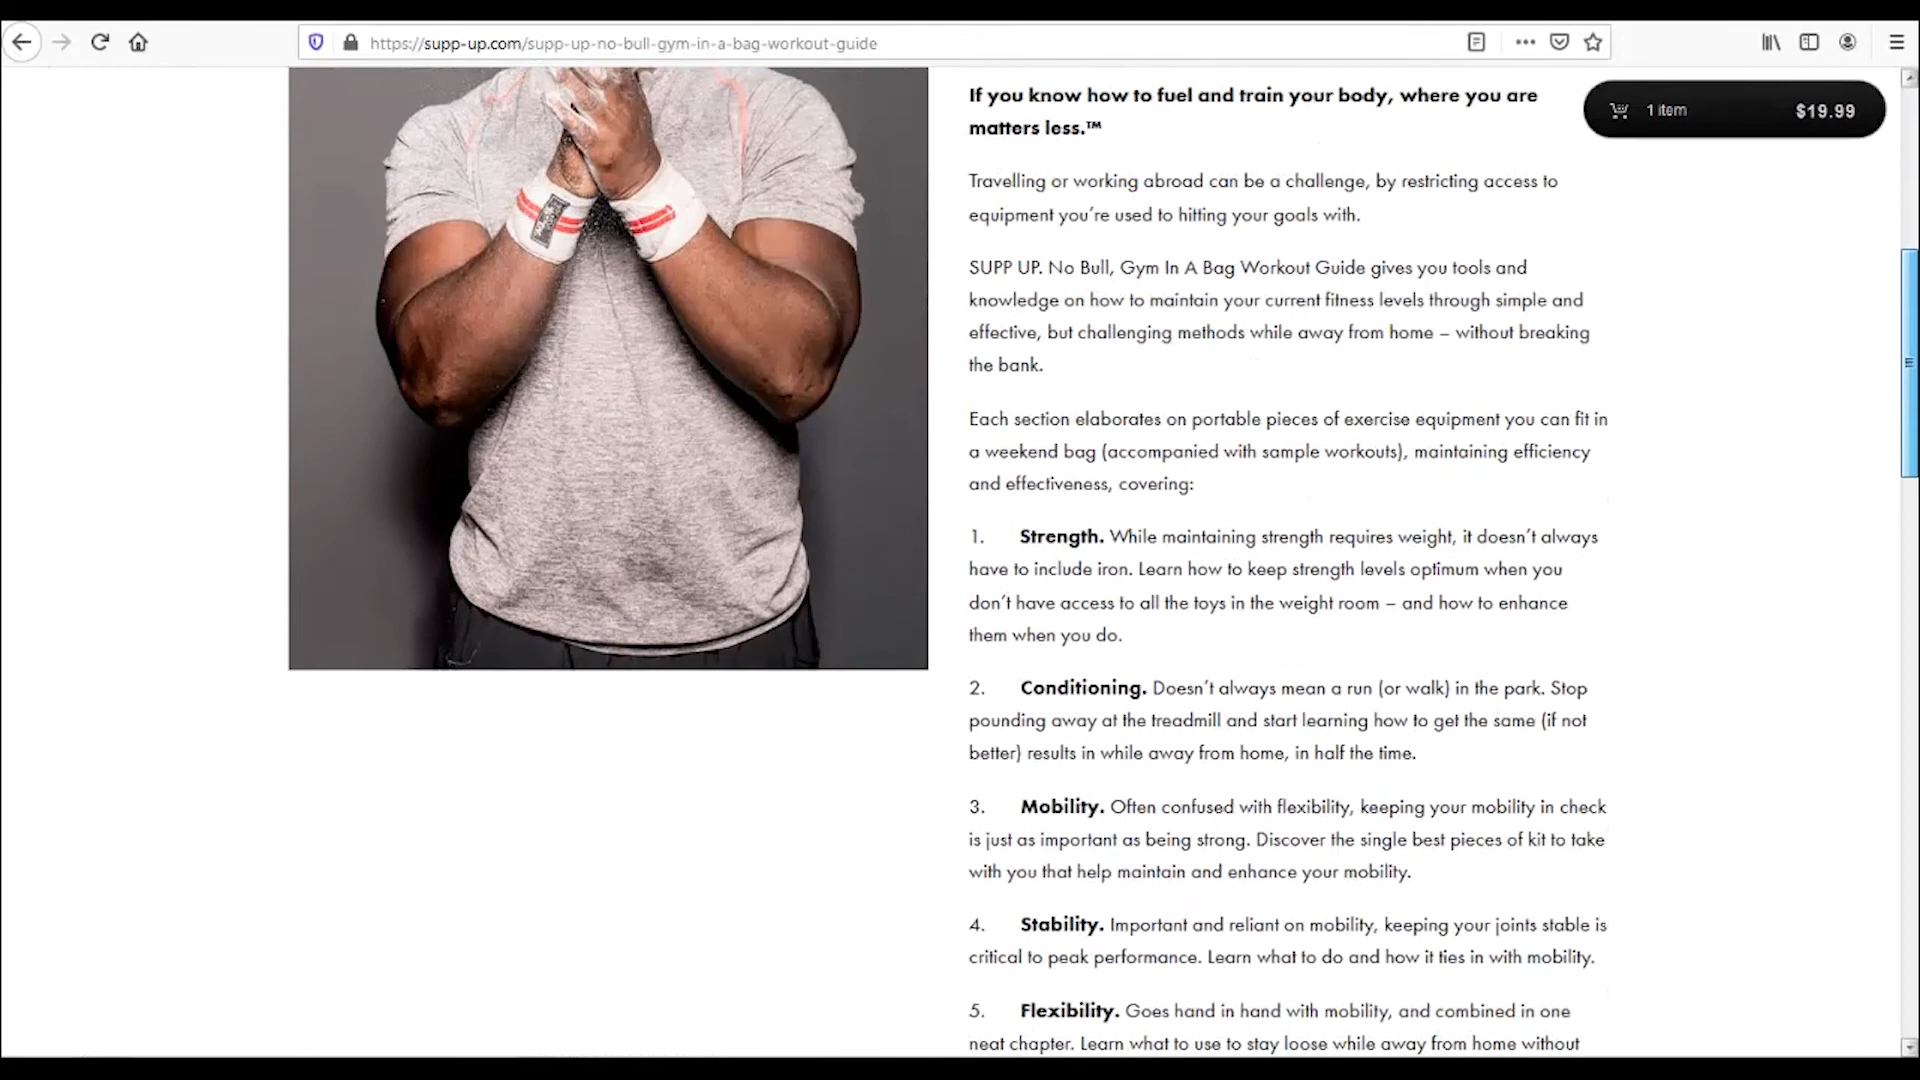 https://supp-up.com/supp-up-no-bull-gym-in-a-bag-workout-guide
If you know how to fuel and train your body, where you are
matters less.™
1 item $19.99
Travelling or working abroad can be a challenge, by restricting access to
equipment you’re used to hitting your goals with.
SUPP UP. No Bull, Gym In A Bag Workout Guide gives you tools and
knowledge on how to maintain your current fitness levels through simple and
effective, but challenging methods while away from home – without breaking
the bank.
Each section elaborates on portable pieces of exercise equipment you can fit in
a weekend bag (accompanied with sample workouts), maintaining efficiency
and effectiveness, covering:
1. Strength. While maintaining strength requires weight, it doesn’t always
have to include iron. Learn how to keep strength levels optimum when you
don’t have access to all the toys in the weight room – and how to enhance
them when you do.
2. Conditioning. Doesn’t always mean a run (or walk) in the park. Stop
pounding away at the treadmill and start learning how to get the same (if not
better) results in while away from home, in half the time.
3. Mobility. Often confused with flexibility, keeping your mobility in check
is just as important as being strong. Discover the single best pieces of kit to take
with you that help maintain and enhance your mobility.
4. Stability. Important and reliant on mobility, keeping your joints stable is
critical to peak performance. Learn what to do and how it ties in with mobility.
5. Flexibility. Goes hand in hand with mobility, and combined in one
neat chapter. Learn what to use to stay loose while away from home without